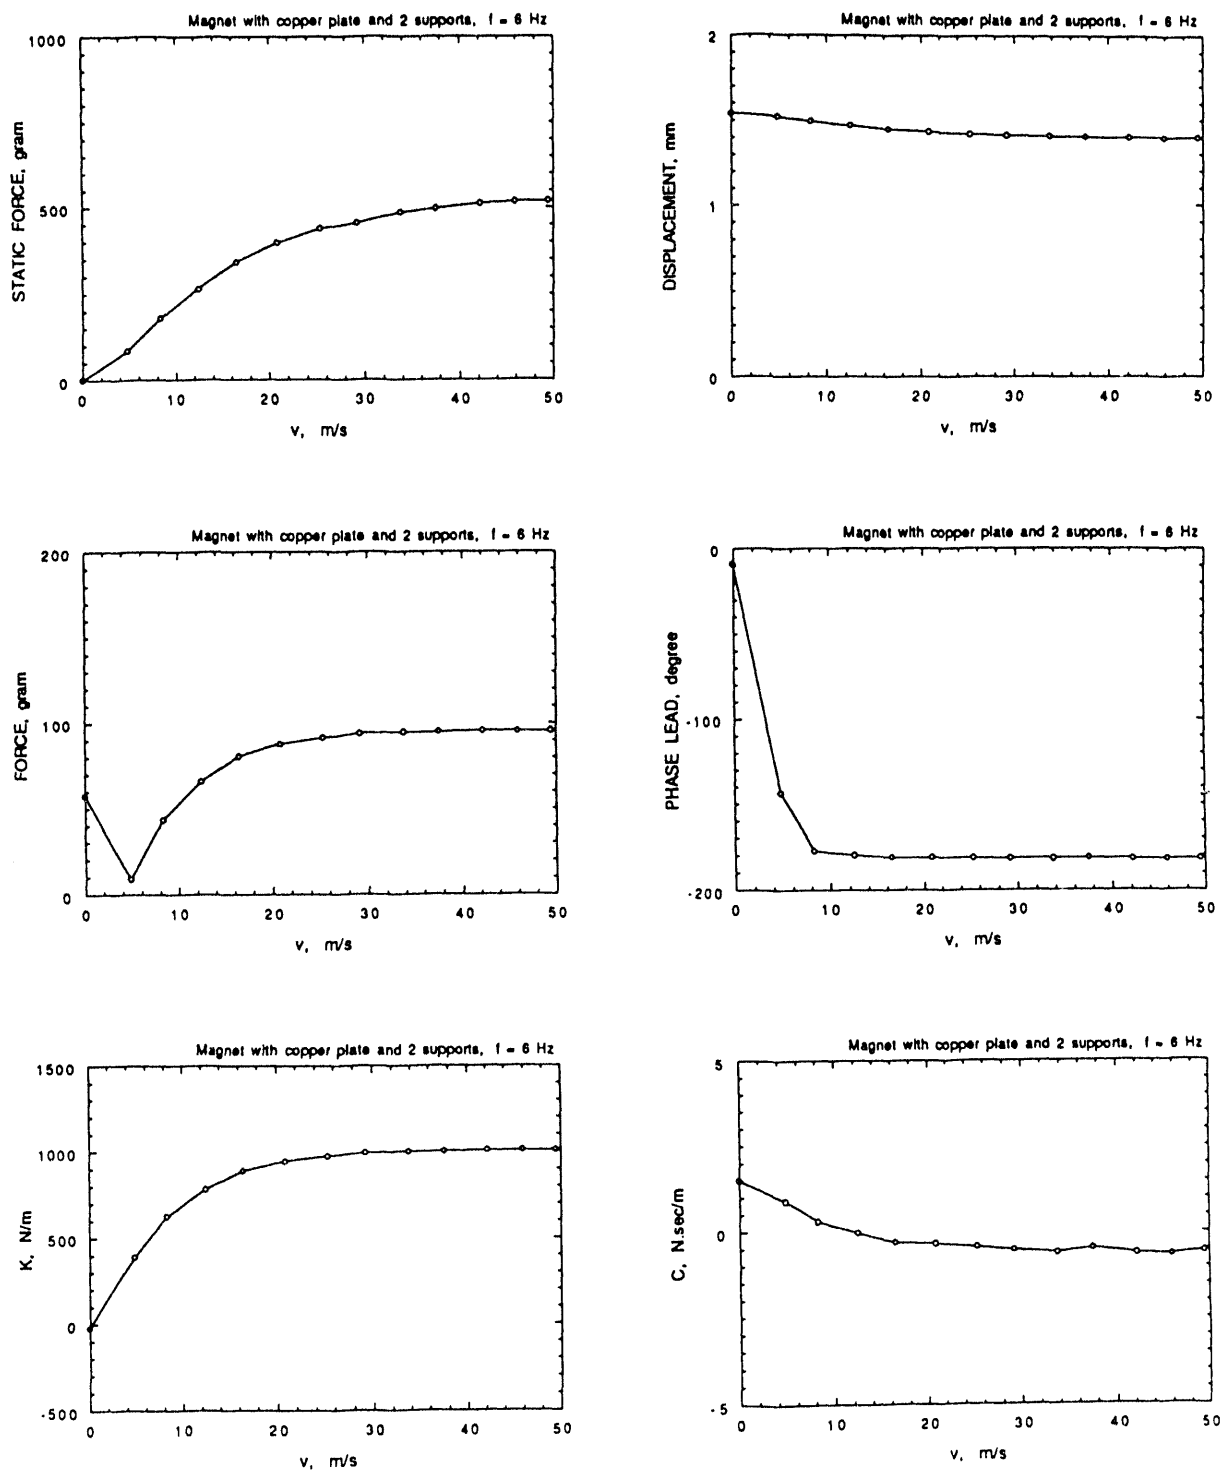 Magnet with copper plate and 2 supports, f = 6 Hz
1000
500
0
STATIC FORCE, gram
0 10 20 30 40 50
v, m/s
Magnet with copper plate and 2 supports, f = 6 Hz
2
1
0
DISPLACEMENT, mm
0 10 20 30 40 50
v, m/s
Magnet with copper plate and 2 supports, f = 6 Hz
200
100
0
FORCE, gram
0 10 20 30 40 50
v, m/s
Magnet with copper plate and 2 supports, f = 6 Hz
0
-100
-200
PHASE LEAD, degree
0 10 20 30 40 50
v, m/s
Magnet with copper plate and 2 supports, f = 6 Hz
1500
1000
500
0
-500
K, N/m
0 10 20 30 40 50
v, m/s
Magnet with copper plate and 2 supports, f = 6 Hz
5
0
-5
C, N.sec/m
0 10 20 30 40 50
v, m/s